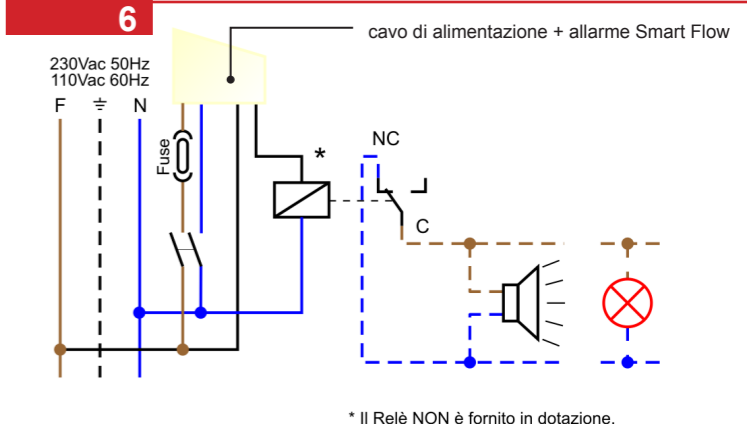 6
cavo di alimentazione + allarme Smart Flow
230Vac 50Hz
110Vac 60Hz
F N
Fuse
*
NC
C
* Il Relè NON è fornito in dotazione.